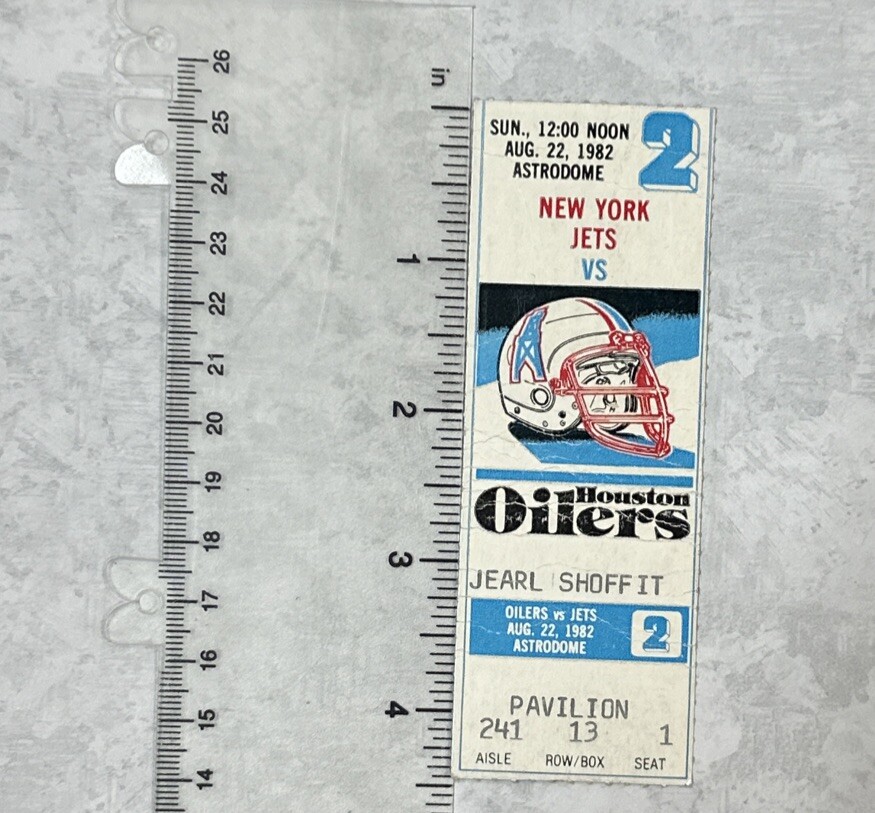 26
25
24
23
22
21
20
19
18
17
16
15
14
in
1
2
3
4
SUN., 12:00 NOON
AUG. 22, 1982
ASTRODOME
2
NEW YORK
JETS
VS
Houston
Oilers
JEARL SHOFFIT
OILERS vs JETS
AUG. 22, 1982
ASTRODOME
2
PAVILION
241 13 1
AISLE ROW/BOX SEAT